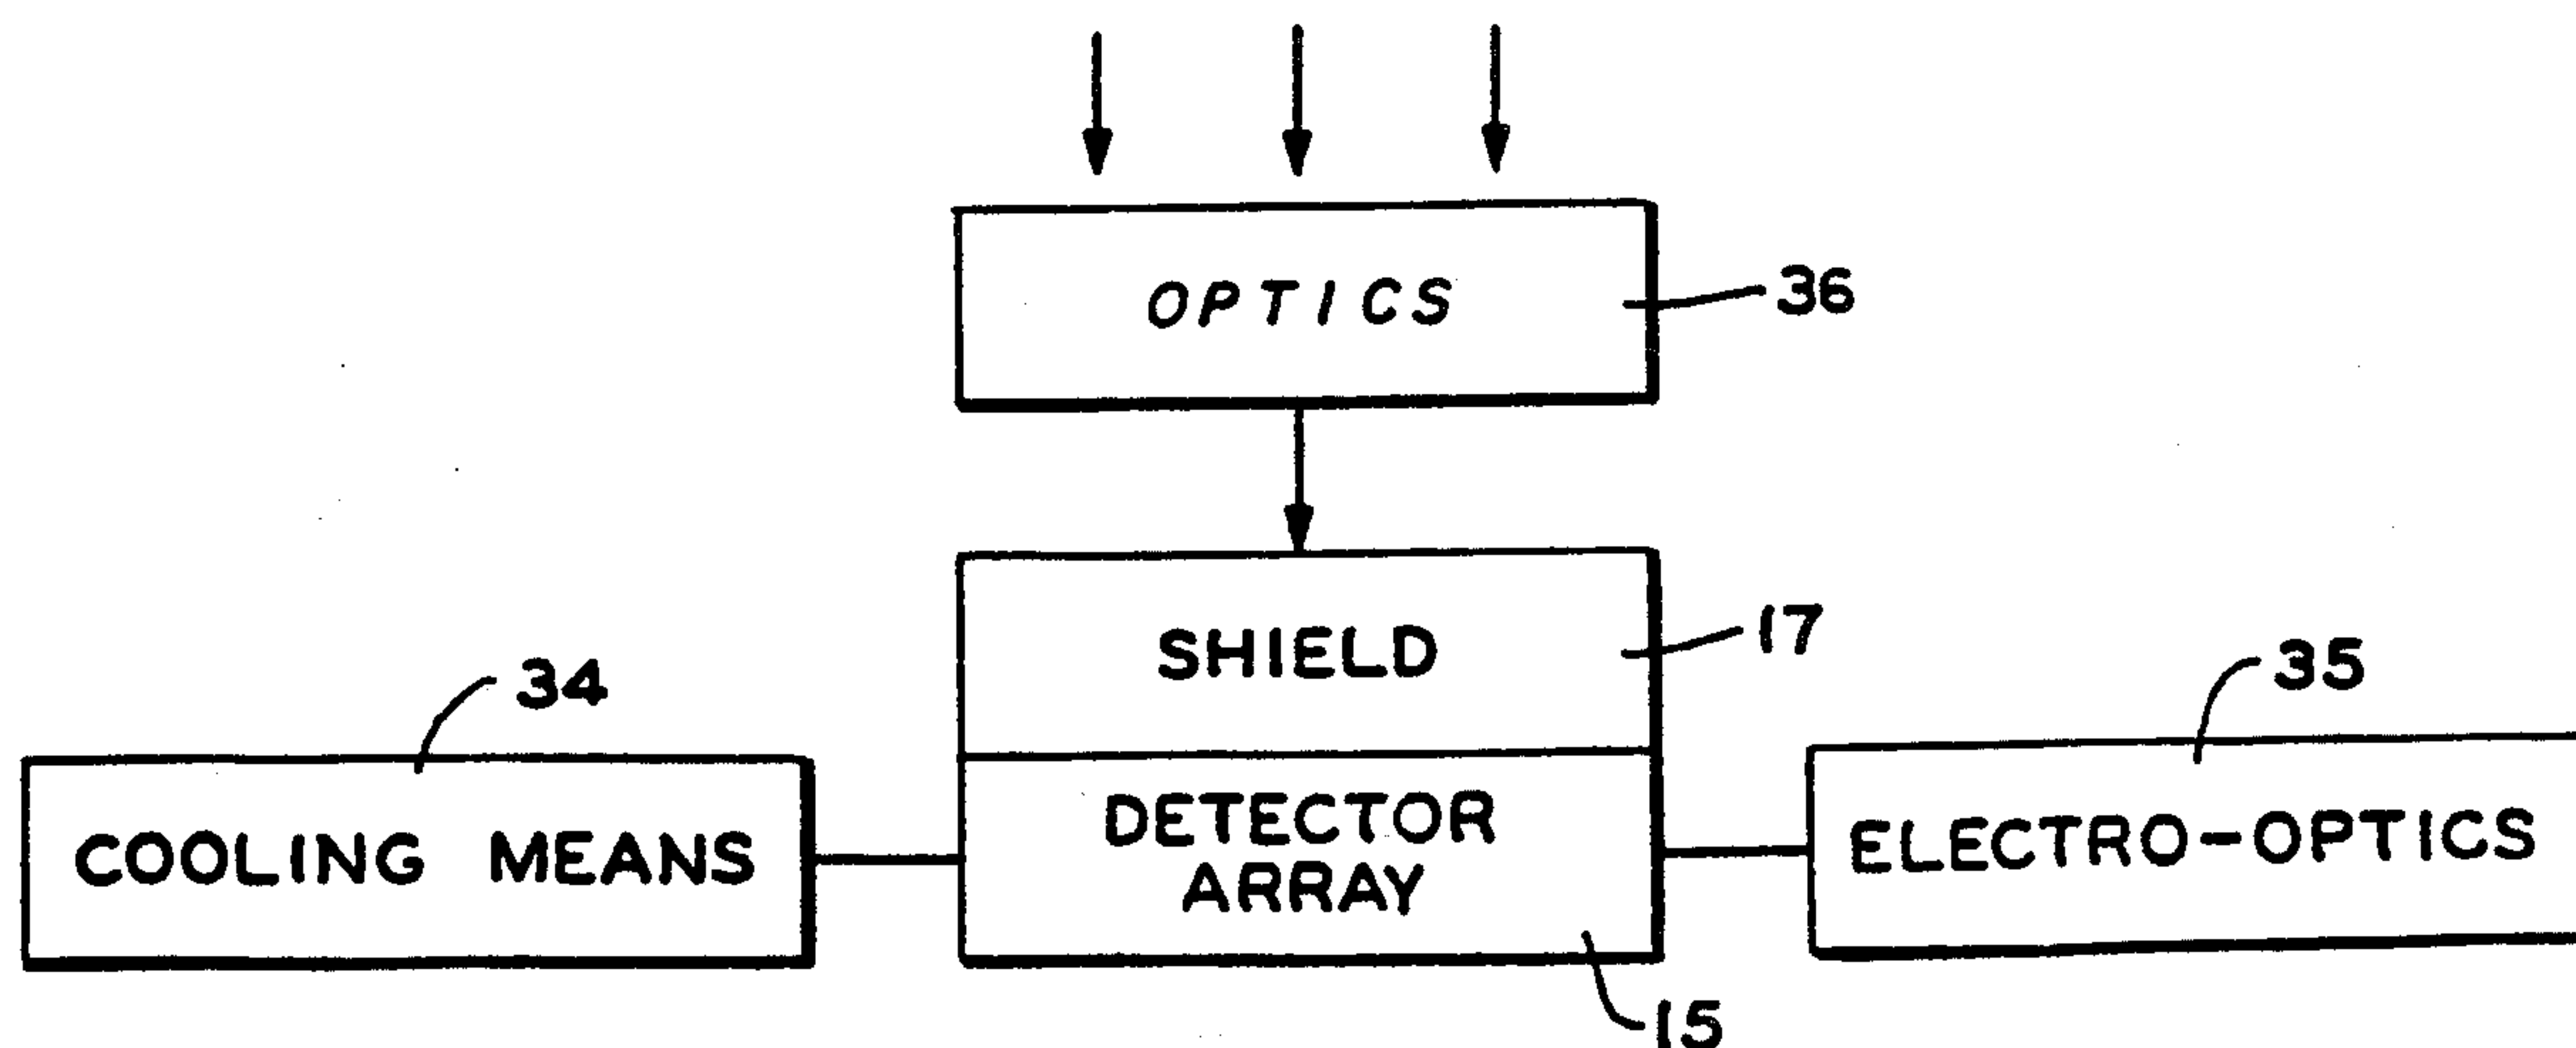 OPTICS
36
SHIELD
17
34
35
COOLING MEANS
DETECTOR
ARRAY
ELECTRO-OPTICS
15